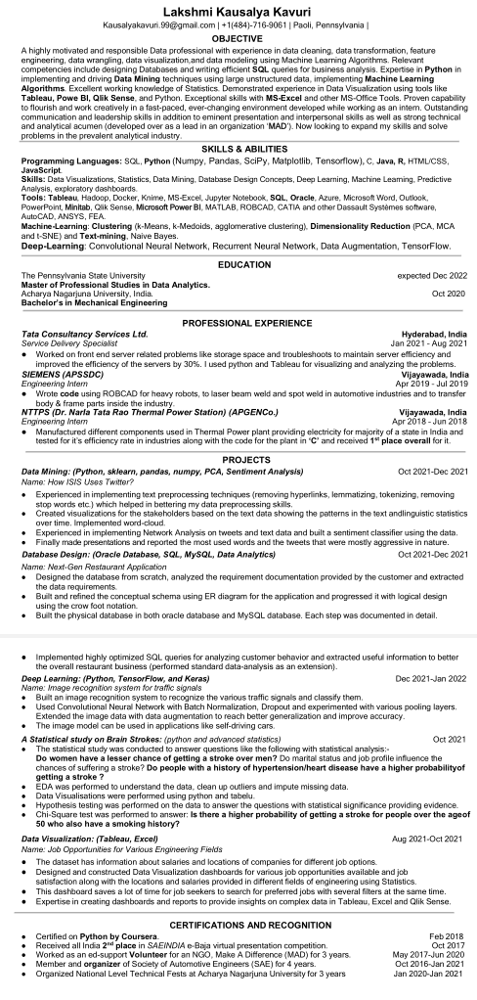 Lakshmi Kausalya Kavuri
Kausalyakavuri.99@gmail.com | +1(484)-716-9061 | Paoli, Pennsylvania |
OBJECTIVE
A highly motivated and responsible Data professional with experience in data cleaning, data transformation, feature
engineering, data wrangling, data visualization,and data modeling using Machine Learning Algorithms. Relevant
competencies include designing Databases and writing efficient SQL queries for business analysis. Expertise in Python in
implementing and driving Data Mining techniques using large unstructured data, implementing Machine Learning
Algorithms. Excellent working knowledge of Statistics. Demonstrated experience in Data Visualization using tools like
Tableau, Powe BI, Qlik Sense, and Python. Exceptional skills with MS-Excel and other MS-Office Tools. Proven capability
to flourish and work creatively in a fast-paced, ever-changing environment developed while working as an intern. Outstanding
communication and leadership skills in addition to eminent presentation and interpersonal skills as well as strong technical
and analytical acumen (developed over as a lead in an organization 'MAD'). Now looking to expand my skills and solve
problems in the prevalent analytical industry.
SKILLS & ABILITIES
Programming Languages: SQL, Python (Numpy, Pandas, SciPy, Matplotlib, Tensorflow), C, Java, R, HTML/CSS,
JavaScript.
Skills: Data Visualizations, Statistics, Data Mining, Database Design Concepts, Deep Learning, Machine Learning, Predictive
Analysis, exploratory dashboards.
Tools: Tableau, Hadoop, Docker, Knime, MS-Excel, Jupyter Notebook, SQL, Oracle, Azure, Microsoft Word, Outlook,
PowerPoint, Minitab, Qlik Sense, Microsoft Power BI, MATLAB, ROBCAD, CATIA and other Dassault Systèmes software,
AutoCAD, ANSYS, FEA.
Machine-Learning: Clustering (k-Means, k-Medoids, agglomerative clustering), Dimensionality Reduction (PCA, MCA
and t-SNE) and Text-mining, Naive Bayes.
Deep-Learning: Convolutional Neural Network, Recurrent Neural Network, Data Augmentation, TensorFlow.
EDUCATION
The Pennsylvania State University expected Dec 2022
Master of Professional Studies in Data Analytics.
Acharya Nagarjuna University, India. Oct 2020
Bachelor's in Mechanical Engineering
PROFESSIONAL EXPERIENCE
Tata Consultancy Services Ltd. Hyderabad, India
Service Delivery Specialist Jan 2021 - Aug 2021
● Worked on front end server related problems like storage space and troubleshoots to maintain server efficiency and
improved the efficiency of the servers by 30%. I used python and Tableau for visualizing and analyzing the problems.
SIEMENS (APSSDC) Vijayawada, India
Engineering Intern Apr 2019 - Jul 2019
● Wrote code using ROBCAD for heavy robots, to laser beam weld and spot weld in automotive industries and to transfer
body & frame parts inside the industry.
NTTPS (Dr. Narla Tata Rao Thermal Power Station) (APGENCo.) Vijayawada, India
Engineering Intern Apr 2018 - Jun 2018
● Manufactured different components used in Thermal Power plant providing electricity for majority of a state in India and
tested for it's efficiency rate in industries along with the code for the plant in 'C' and received 1st place overall for it.
PROJECTS
Data Mining: (Python, sklearn, pandas, numpy, PCA, Sentiment Analysis) Oct 2021-Dec 2021
Name: How ISIS Uses Twitter?
● Experienced in implementing text preprocessing techniques (removing hyperlinks, lemmatizing, tokenizing, removing
stop words etc.) which helped in bettering my data preprocessing skills.
● Created visualizations for the stakeholders based on the text data showing the patterns in the text andlinguistic statistics
over time. Implemented word-cloud.
● Experienced in implementing Network Analysis on tweets and text data and built a sentiment classifier using the data.
● Finally made presentations and reported the most used words and the tweets that were mostly aggressive in nature.
Database Design: (Oracle Database, SQL, MySQL, Data Analytics) Oct 2021-Dec 2021
Name: Next-Gen Restaurant Application
● Designed the database from scratch, analyzed the requirement documentation provided by the customer and extracted
the data requirements.
● Built and refined the conceptual schema using ER diagram for the application and progressed it with logical design
using the crow foot notation.
● Built the physical database in both oracle database and MySQL database. Each step was documented in detail.
● Implemented highly optimized SQL queries for analyzing customer behavior and extracted useful information to better
the overall restaurant business (performed standard data-analysis as an extension).
Deep Learning: (Python, TensorFlow, and Keras) Dec 2021-Jan 2022
Name: Image recognition system for traffic signals
● Built an image recognition system to recognize the various traffic signals and classify them.
● Used Convolutional Neural Network with Batch Normalization, Dropout and experimented with various pooling layers.
Extended the image data with data augmentation to reach better generalization and improve accuracy.
● The image model can be used in applications like self-driving cars.
A Statistical study on Brain Strokes: (python and advanced statistics) Oct 2021
● The statistical study was conducted to answer questions like the following with statistical analysis:-
Do women have a lesser chance of getting a stroke over men? Do marital status and job profile influence the
chances of suffering a stroke? Do people with a history of hypertension/heart disease have a higher probabilityof
getting a stroke ?
● EDA was performed to understand the data, clean up outliers and impute missing data.
● Data Visualisations were performed using python and tabelu.
● Hypothesis testing was performed on the data to answer the questions with statistical significance providing evidence.
● Chi-Square test was performed to answer: Is there a higher probability of getting a stroke for people over the ageof
50 who also have a smoking history?
Data Visualization: (Tableau, Excel) Aug 2021-Oct 2021
Name: Job Opportunities for Various Engineering Fields
● The dataset has information about salaries and locations of companies for different job options.
● Designed and constructed Data Visualization dashboards for various job opportunities available and job
satisfaction along with the locations and salaries provided in different fields of engineering using Statistics.
● This dashboard saves a lot of time for job seekers to search for preferred jobs with several filters at the same time.
● Expertise in creating dashboards and reports to provide insights on complex data in Tableau, Excel and Qlik Sense.
CERTIFICATIONS AND RECOGNITION
● Certified on Python by Coursera. Feb 2018
● Received all India 2nd place in SAEINDIA e-Baja virtual presentation competition. Oct 2017
● Worked as an ed-support Volunteer for an NGO, Make A Difference (MAD) for 3 years. May 2017-Jun 2020
● Member and organizer of Society of Automotive Engineers (SAE) for 4 years. Oct 2016-Jan 2021
● Organized National Level Technical Fests at Acharya Nagarjuna University for 3 years Jan 2020-Jan 2021